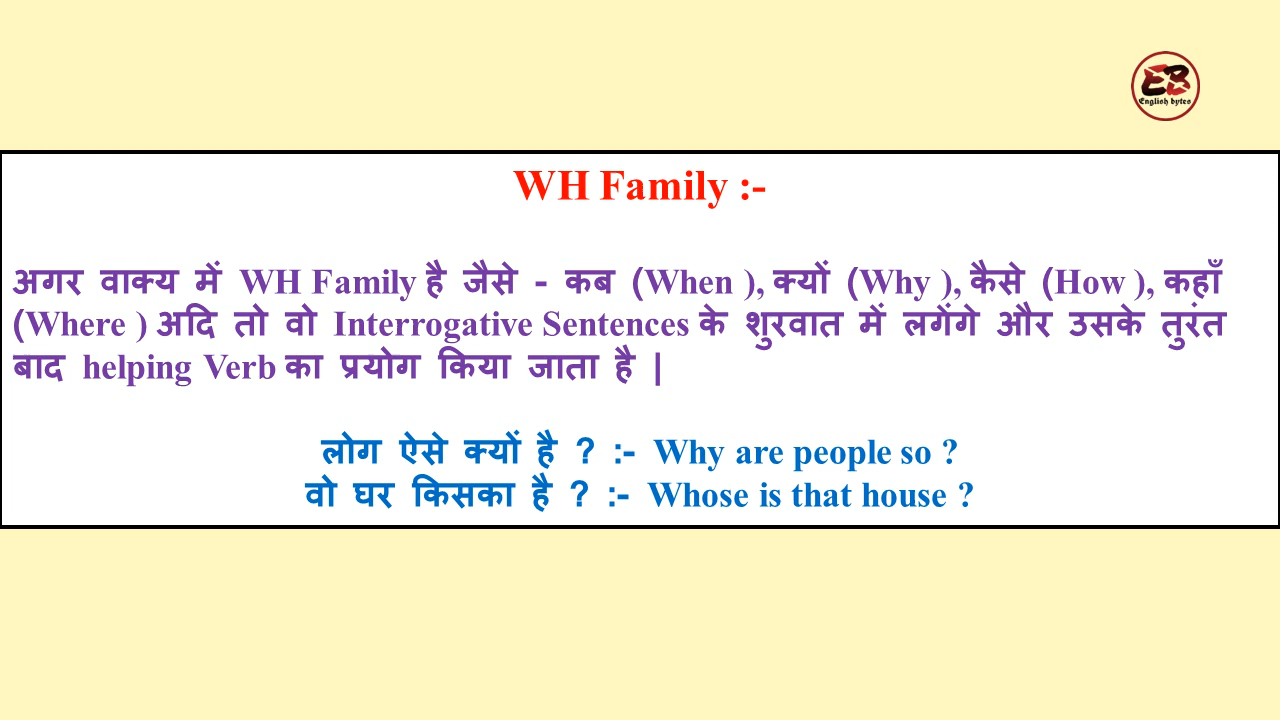 EB
English bytes
WH Family :-
अगर वाक्य में WH Family है जैसे - कब (When ), क्यों (Why ), कैसे (How ), कहाँ
(Where ) अदि तो वो Interrogative Sentences के शुरवात में लगेंगे और उसके तुरंत
बाद helping Verb का प्रयोग किया जाता है |
लोग ऐसे क्यों है ? :- Why are people so ?
वो घर किसका है ? :- Whose is that house ?